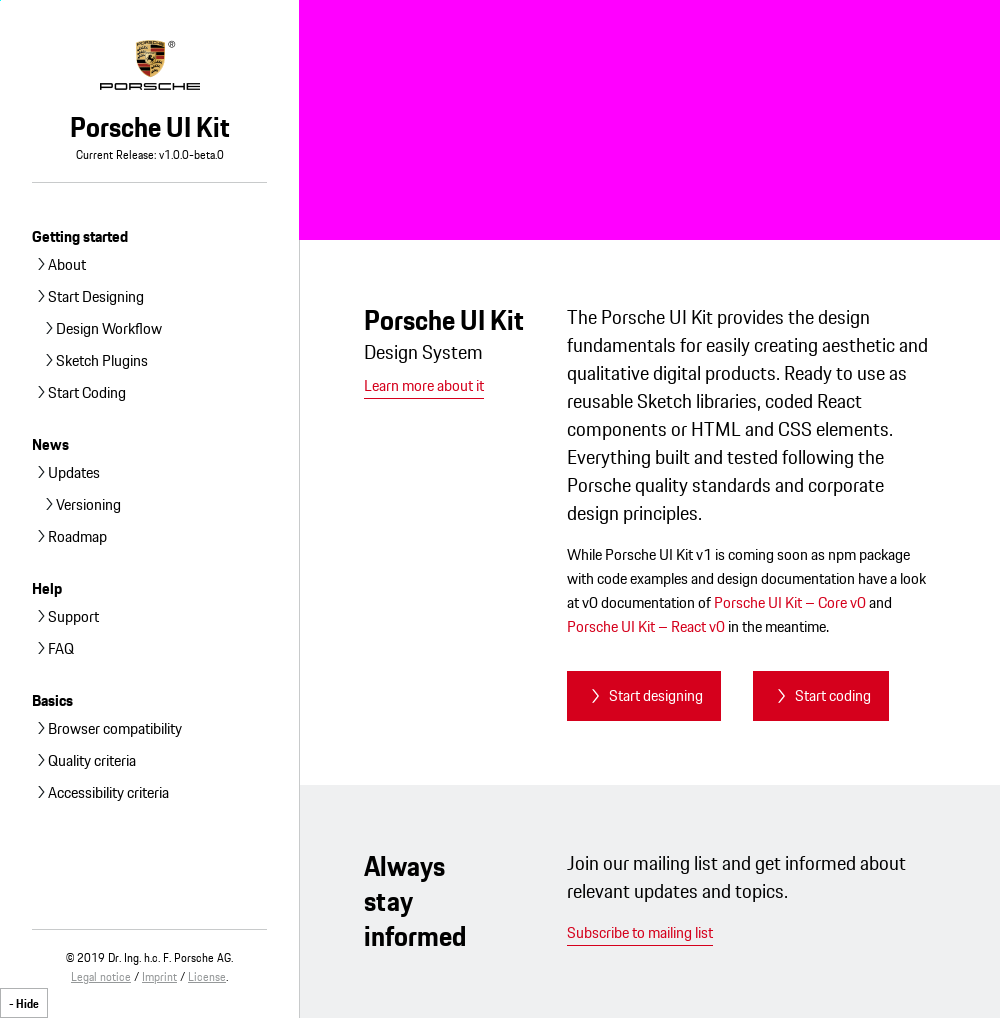 PORSCHE
Porsche UI Kit
Current Release: v1.0.0-beta.0
Getting started
About
Start Designing
Design Workflow
Sketch Plugins
Start Coding
News
Updates
Versioning
Roadmap
Help
Support
FAQ
Basics
Browser compatibility
Quality criteria
Accessibility criteria
© 2019 Dr. Ing. h.c. F. Porsche AG.
Legal notice / Imprint / License.
- Hide
Porsche UI Kit
Design System
Learn more about it
The Porsche UI Kit provides the design
fundamentals for easily creating aesthetic and
qualitative digital products. Ready to use as
reusable Sketch libraries, coded React
components or HTML and CSS elements.
Everything built and tested following the
Porsche quality standards and corporate
design principles.
While Porsche UI Kit v1 is coming soon as npm package
with code examples and design documentation have a look
at v0 documentation of Porsche UI Kit – Core v0 and
Porsche UI Kit – React v0 in the meantime.
Start designing
Start coding
Always
stay
informed
Join our mailing list and get informed about
relevant updates and topics.
Subscribe to mailing list